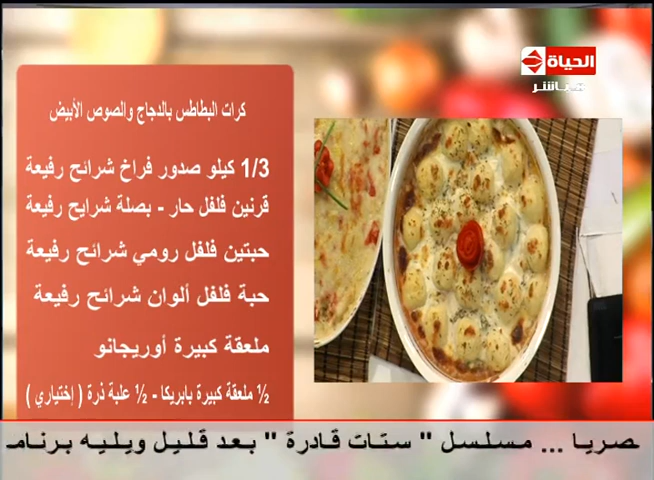 الحياة
مباشر
كرات البطاطس بالدجاج والصوص الأبيض
1/3 كيلو صدور فراخ شرائح رفيعة
قرنين فلفل حار - بصلة شرايح رفيعة
حبتين فلفل رومي شرائح رفيعة
حبة فلفل ألوان شرائح رفيعة
ملعقة كبيرة أوريجانو
½ ملعقة كبيرة بابريكا - ½ علبة ذرة ( إختياري )
صريا ... مسلسل " ستات قادرة " بعد قليل ويليه برنامـ